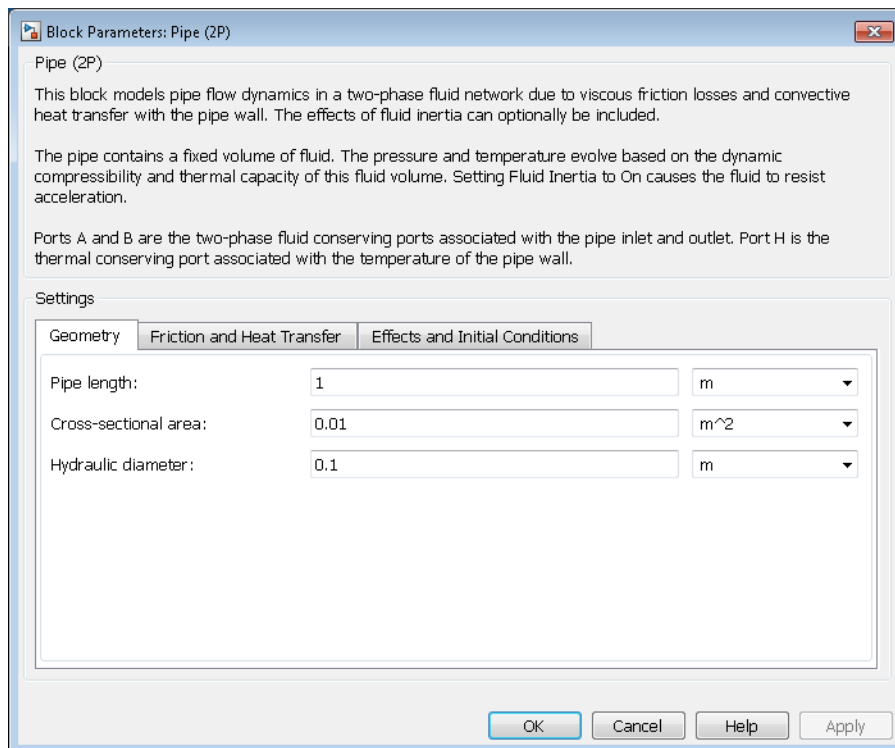 Block Parameters: Pipe (2P)
Pipe (2P)
This block models pipe flow dynamics in a two-phase fluid network due to viscous friction losses and convective
heat transfer with the pipe wall. The effects of fluid inertia can optionally be included.
The pipe contains a fixed volume of fluid. The pressure and temperature evolve based on the dynamic
compressibility and thermal capacity of this fluid volume. Setting Fluid Inertia to On causes the fluid to resist
acceleration.
Ports A and B are the two-phase fluid conserving ports associated with the pipe inlet and outlet. Port H is the
thermal conserving port associated with the temperature of the pipe wall.
Settings
Geometry Friction and Heat Transfer Effects and Initial Conditions
Pipe length: 1 m
Cross-sectional area: 0.01 m^2
Hydraulic diameter: 0.1 m
OK Cancel Help Apply